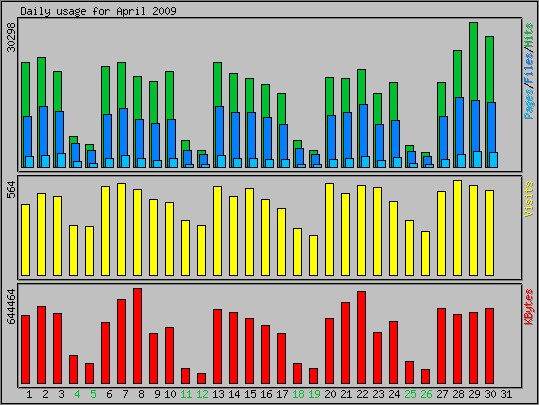 Daily usage for April 2009
30298
Pages/Files/Hits
564
Visits
644464
KBytes
1 2 3 4 5 6 7 8 9 10 11 12 13 14 15 16 17 18 19 20 21 22 23 24 25 26 27 28 29 30 31